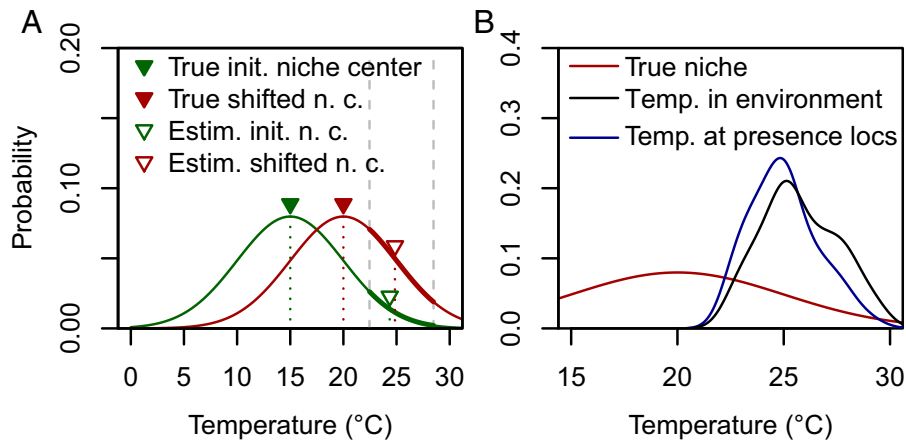 A
True init. niche center
True shifted n. c.
Estim. init. n. c.
Estim. shifted n. c.
0.20
0.10
0.00
Probability
0 5 10 15 20 25 30
Temperature (°C)
B
True niche
Temp. in environment
Temp. at presence locs
0.4
0.3
0.2
0.1
0.0
15 20 25 30
Temperature (°C)